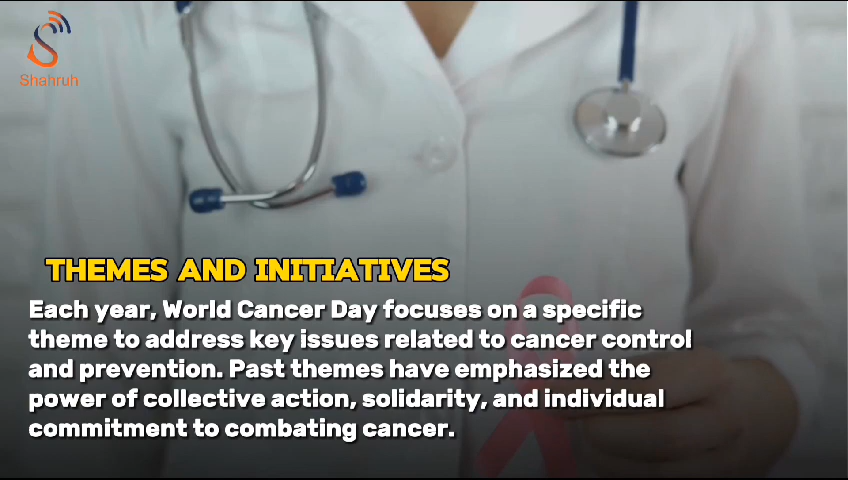 Shahruh
THEMES AND INITIATIVES
Each year, World Cancer Day focuses on a specific
theme to address key issues related to cancer control
and prevention. Past themes have emphasized the
power of collective action, solidarity, and individual
commitment to combating cancer.